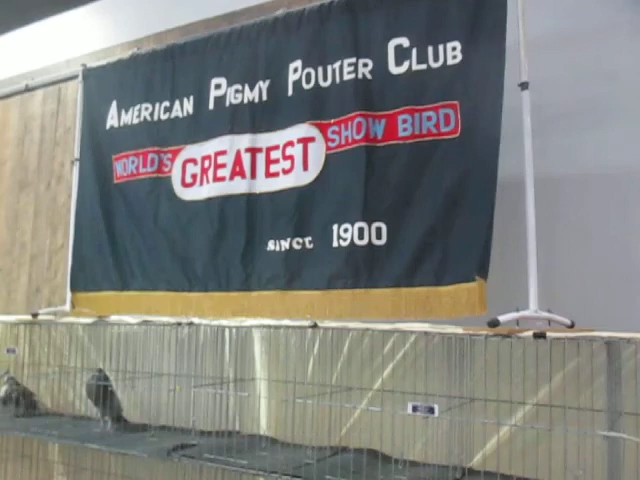 American Pigmy Pouter Club
WORLD'S GREATEST SHOW BIRD
SINCE 1900